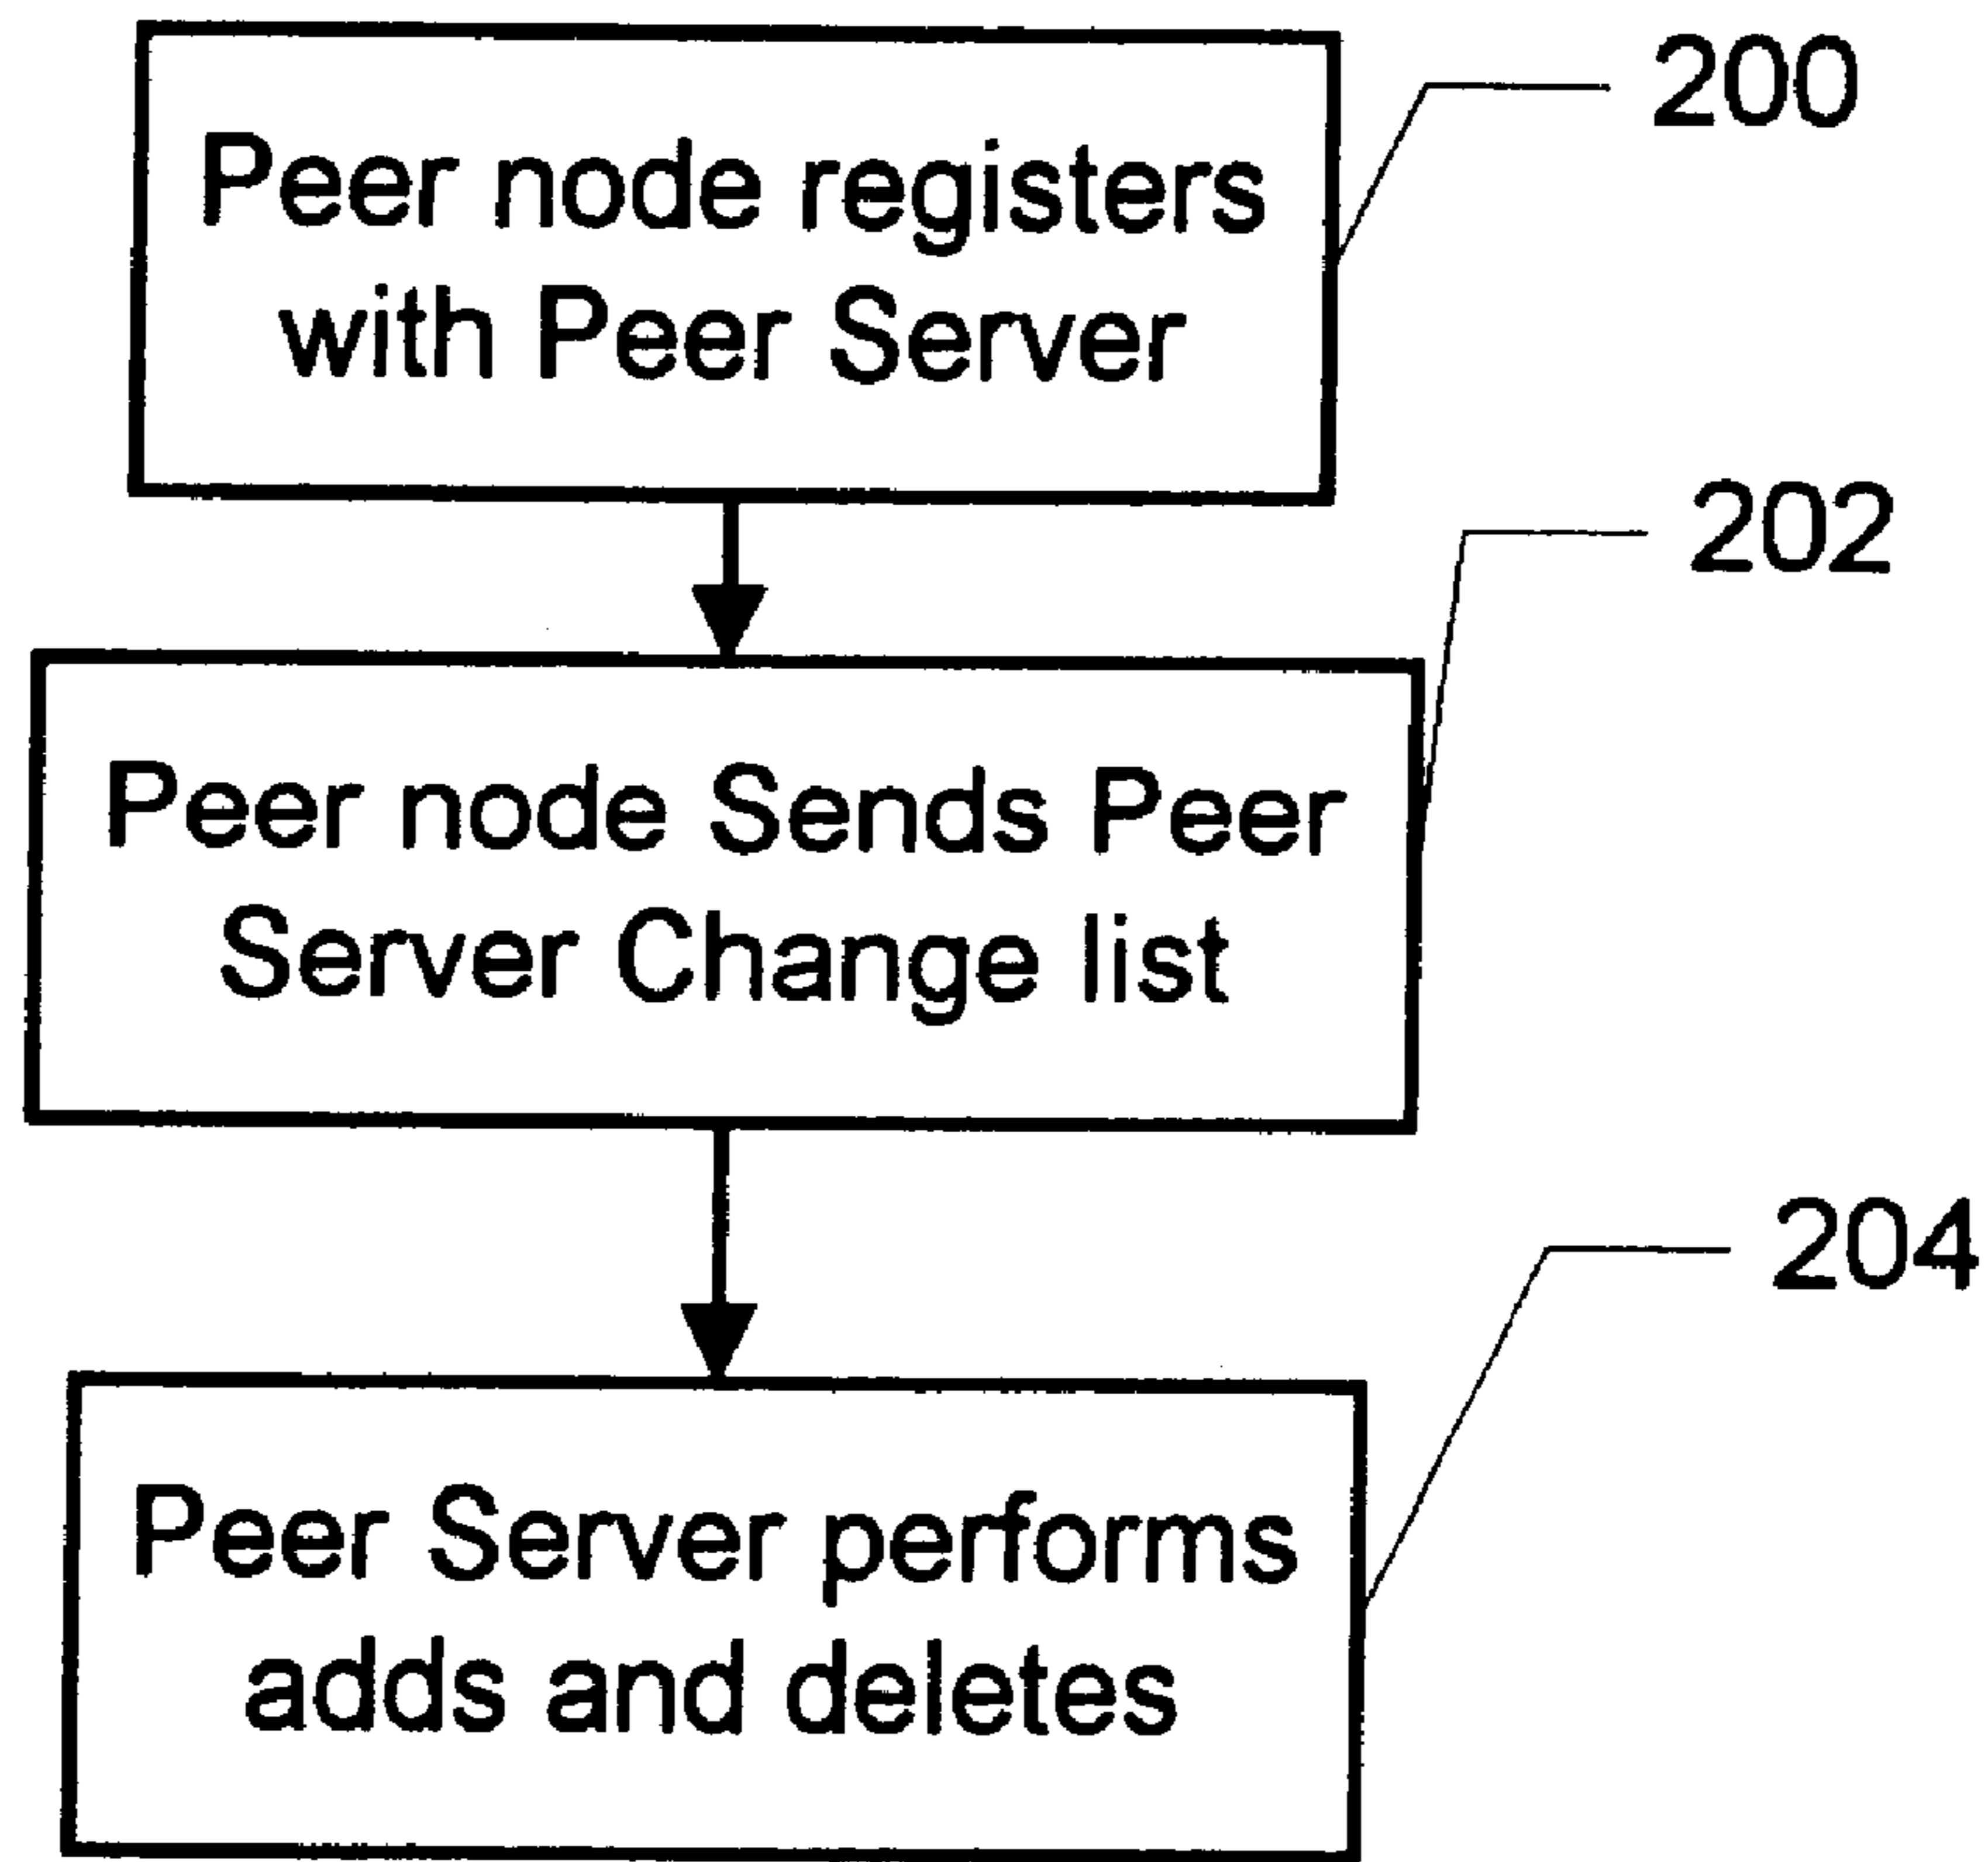 200
Peer node registers
with Peer Server
202
Peer node Sends Peer
Server Change list
204
Peer Server performs
adds and deletes